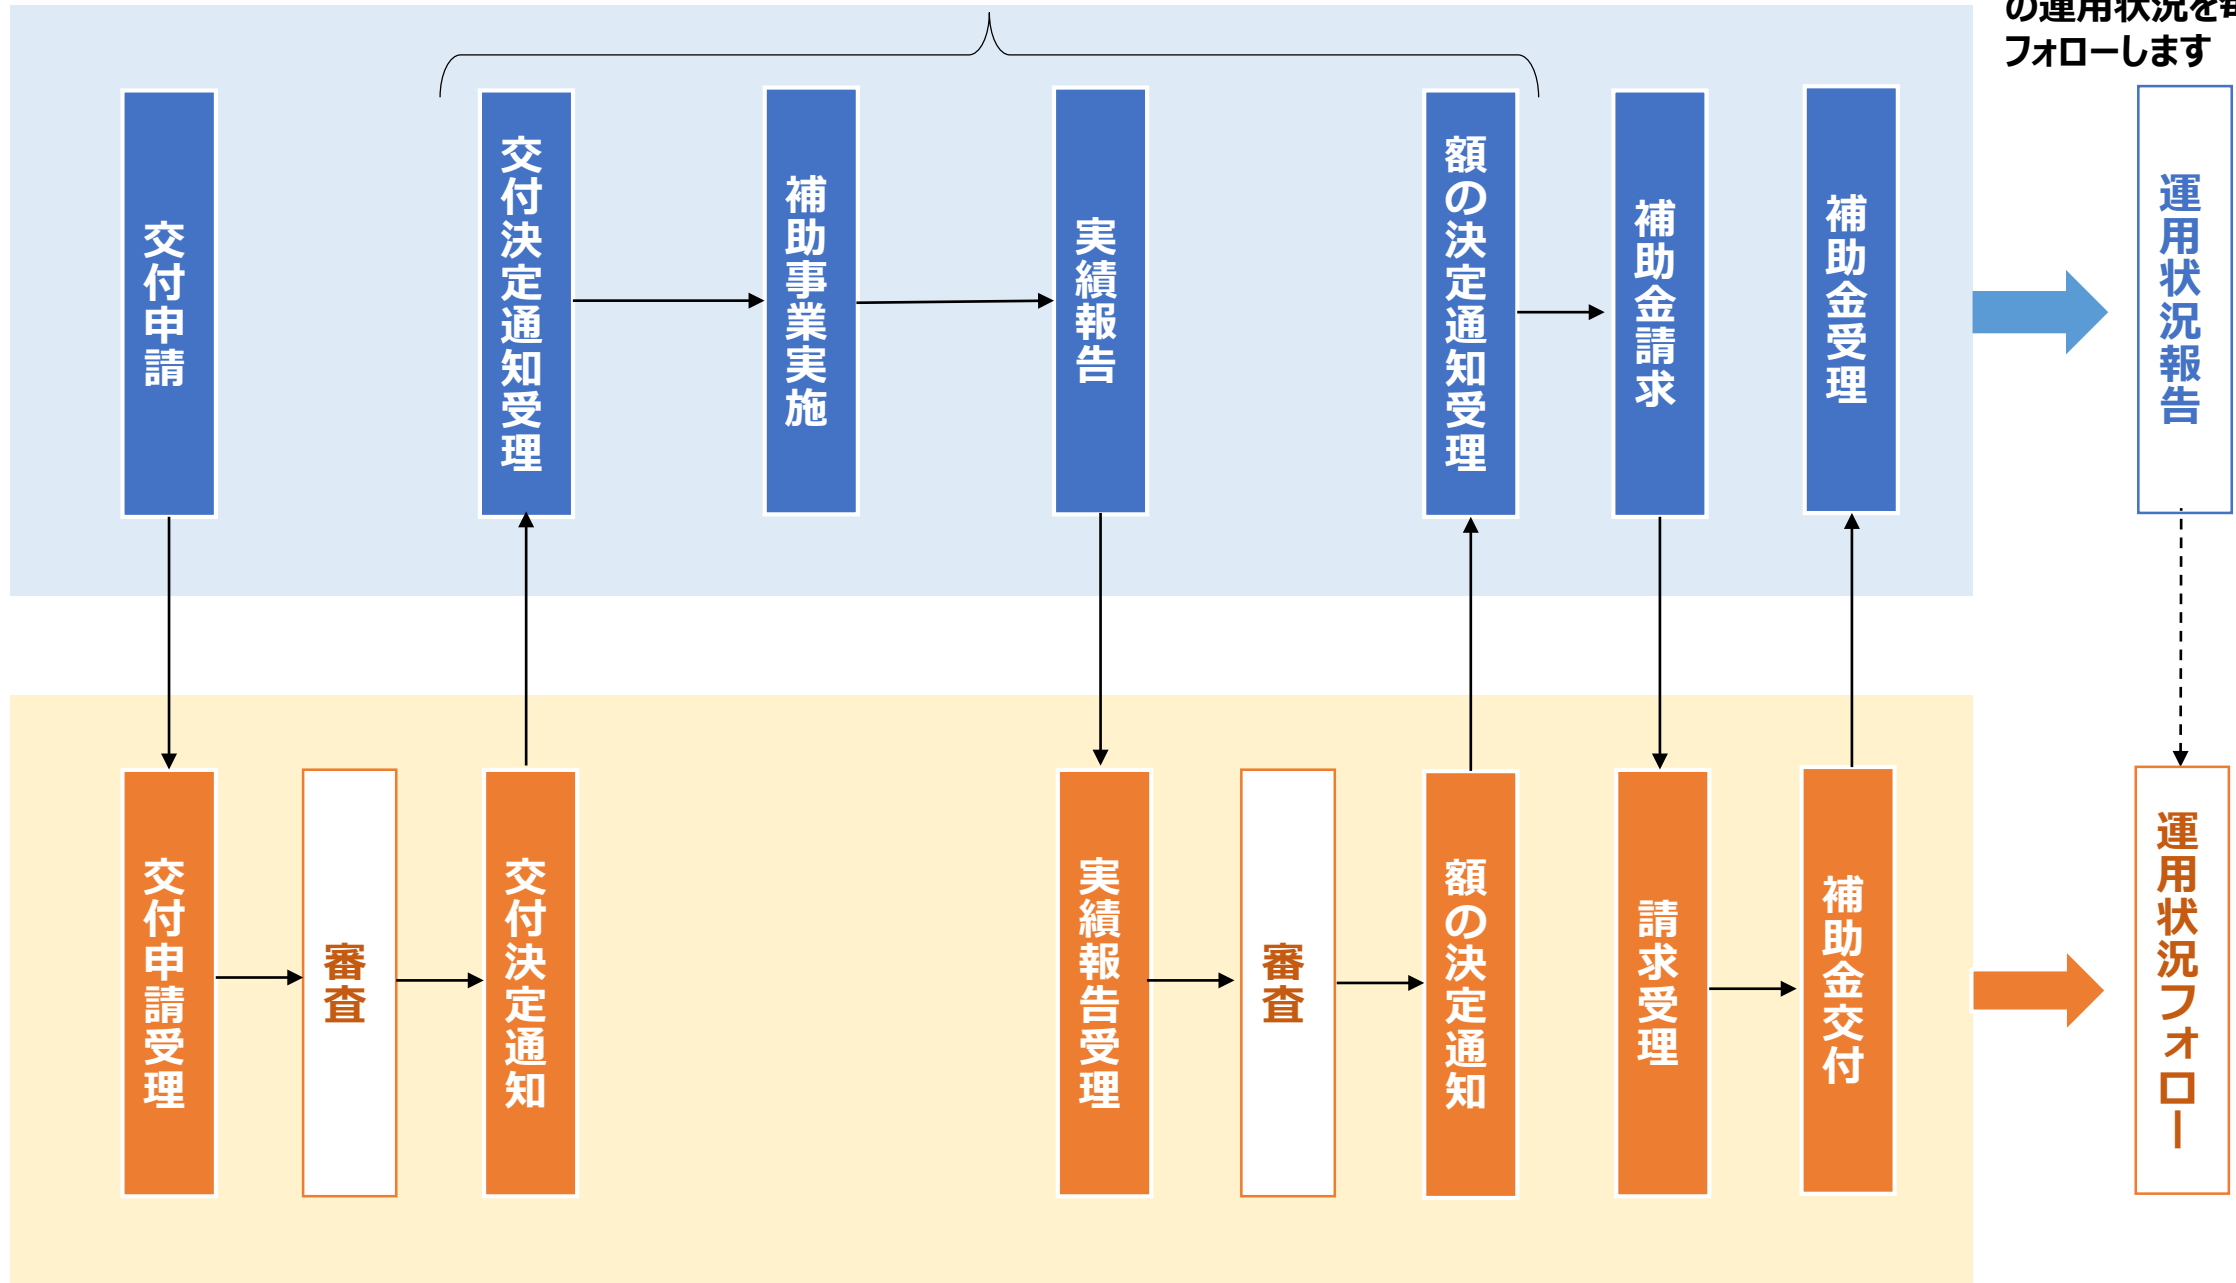 の運用状況を毎
フォローします
交付申請
交付決定通知受理
補助事業実施
実績報告
額の決定通知受理
補助金請求
補助金受理
運用状況報告
交付申請受理
審査
交付決定通知
実績報告受理
審査
額の決定通知
請求受理
補助金交付
運用状況フォロー